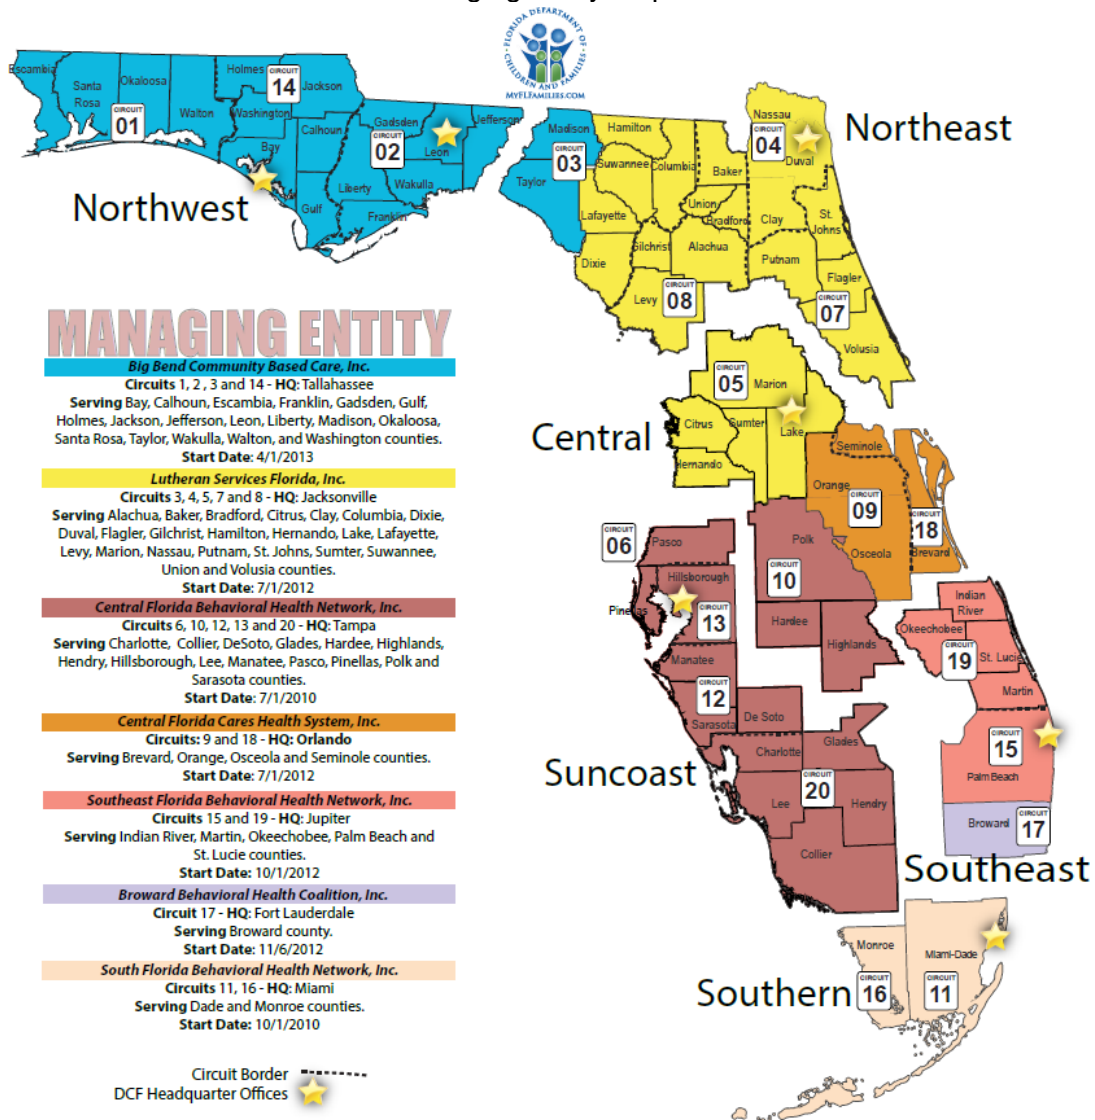 FLORIDA DEPARTMENT OF
CHILDREN AND FAMILIES
MYFLFAMILIES.COM
Northwest
Northeast
Central
Suncoast
Southeast
Southern
Escambia
Santa
Rosa
Okaloosa
Walton
CIRCUIT
01
Holmes
CIRCUIT
14
Jackson
Washington
Bay
Calhoun
Gulf
Liberty
Gadsden
CIRCUIT
02
Leon
Jefferson
Wakulla
Franklin
Madison
CIRCUIT
03
Taylor
Hamilton
Suwannee
Columbia
Lafayette
Dixie
Nassau
CIRCUIT
04
Duval
Baker
Union
Bradford
Clay
St.
Johns
Gilchrist
Alachua
Putnam
Flagler
Levy
CIRCUIT
08
CIRCUIT
07
Volusia
CIRCUIT
05
Marion
Citrus
Sumter
Lake
Hernando
Seminole
Orange
CIRCUIT
09
CIRCUIT
18
Osceola
Brevard
CIRCUIT
06
Pasco
Polk
CIRCUIT
10
Hillsborough
Pinellas
CIRCUIT
13
Hardee
Highlands
Manatee
CIRCUIT
12
Sarasota
De Soto
Charlotte
Glades
CIRCUIT
20
Lee
Hendry
Collier
Indian
River
Okeechobee
CIRCUIT
19
St. Lucie
Martin
CIRCUIT
15
Palm Beach
Broward
CIRCUIT
17
Monroe
CIRCUIT
16
Miami-Dade
CIRCUIT
11
MANAGING ENTITY
Big Bend Community Based Care, Inc.
Circuits 1, 2 , 3 and 14 - HQ: Tallahassee
Serving Bay, Calhoun, Escambia, Franklin, Gadsden, Gulf,
Holmes, Jackson, Jefferson, Leon, Liberty, Madison, Okaloosa,
Santa Rosa, Taylor, Wakulla, Walton, and Washington counties.
Start Date: 4/1/2013
Lutheran Services Florida, Inc.
Circuits 3, 4, 5, 7 and 8 - HQ: Jacksonville
Serving Alachua, Baker, Bradford, Citrus, Clay, Columbia, Dixie,
Duval, Flagler, Gilchrist, Hamilton, Hernando, Lake, Lafayette,
Levy, Marion, Nassau, Putnam, St. Johns, Sumter, Suwannee,
Union and Volusia counties.
Start Date: 7/1/2012
Central Florida Behavioral Health Network, Inc.
Circuits 6, 10, 12, 13 and 20 - HQ: Tampa
Serving Charlotte, Collier, DeSoto, Glades, Hardee, Highlands,
Hendry, Hillsborough, Lee, Manatee, Pasco, Pinellas, Polk and
Sarasota counties.
Start Date: 7/1/2010
Central Florida Cares Health System, Inc.
Circuits: 9 and 18 - HQ: Orlando
Serving Brevard, Orange, Osceola and Seminole counties.
Start Date: 7/1/2012
Southeast Florida Behavioral Health Network, Inc.
Circuits 15 and 19 - HQ: Jupiter
Serving Indian River, Martin, Okeechobee, Palm Beach and
St. Lucie counties.
Start Date: 10/1/2012
Broward Behavioral Health Coalition, Inc.
Circuit 17 - HQ: Fort Lauderdale
Serving Broward county.
Start Date: 11/6/2012
South Florida Behavioral Health Network, Inc.
Circuits 11, 16 - HQ: Miami
Serving Dade and Monroe counties.
Start Date: 10/1/2010
Circuit Border
DCF Headquarter Offices